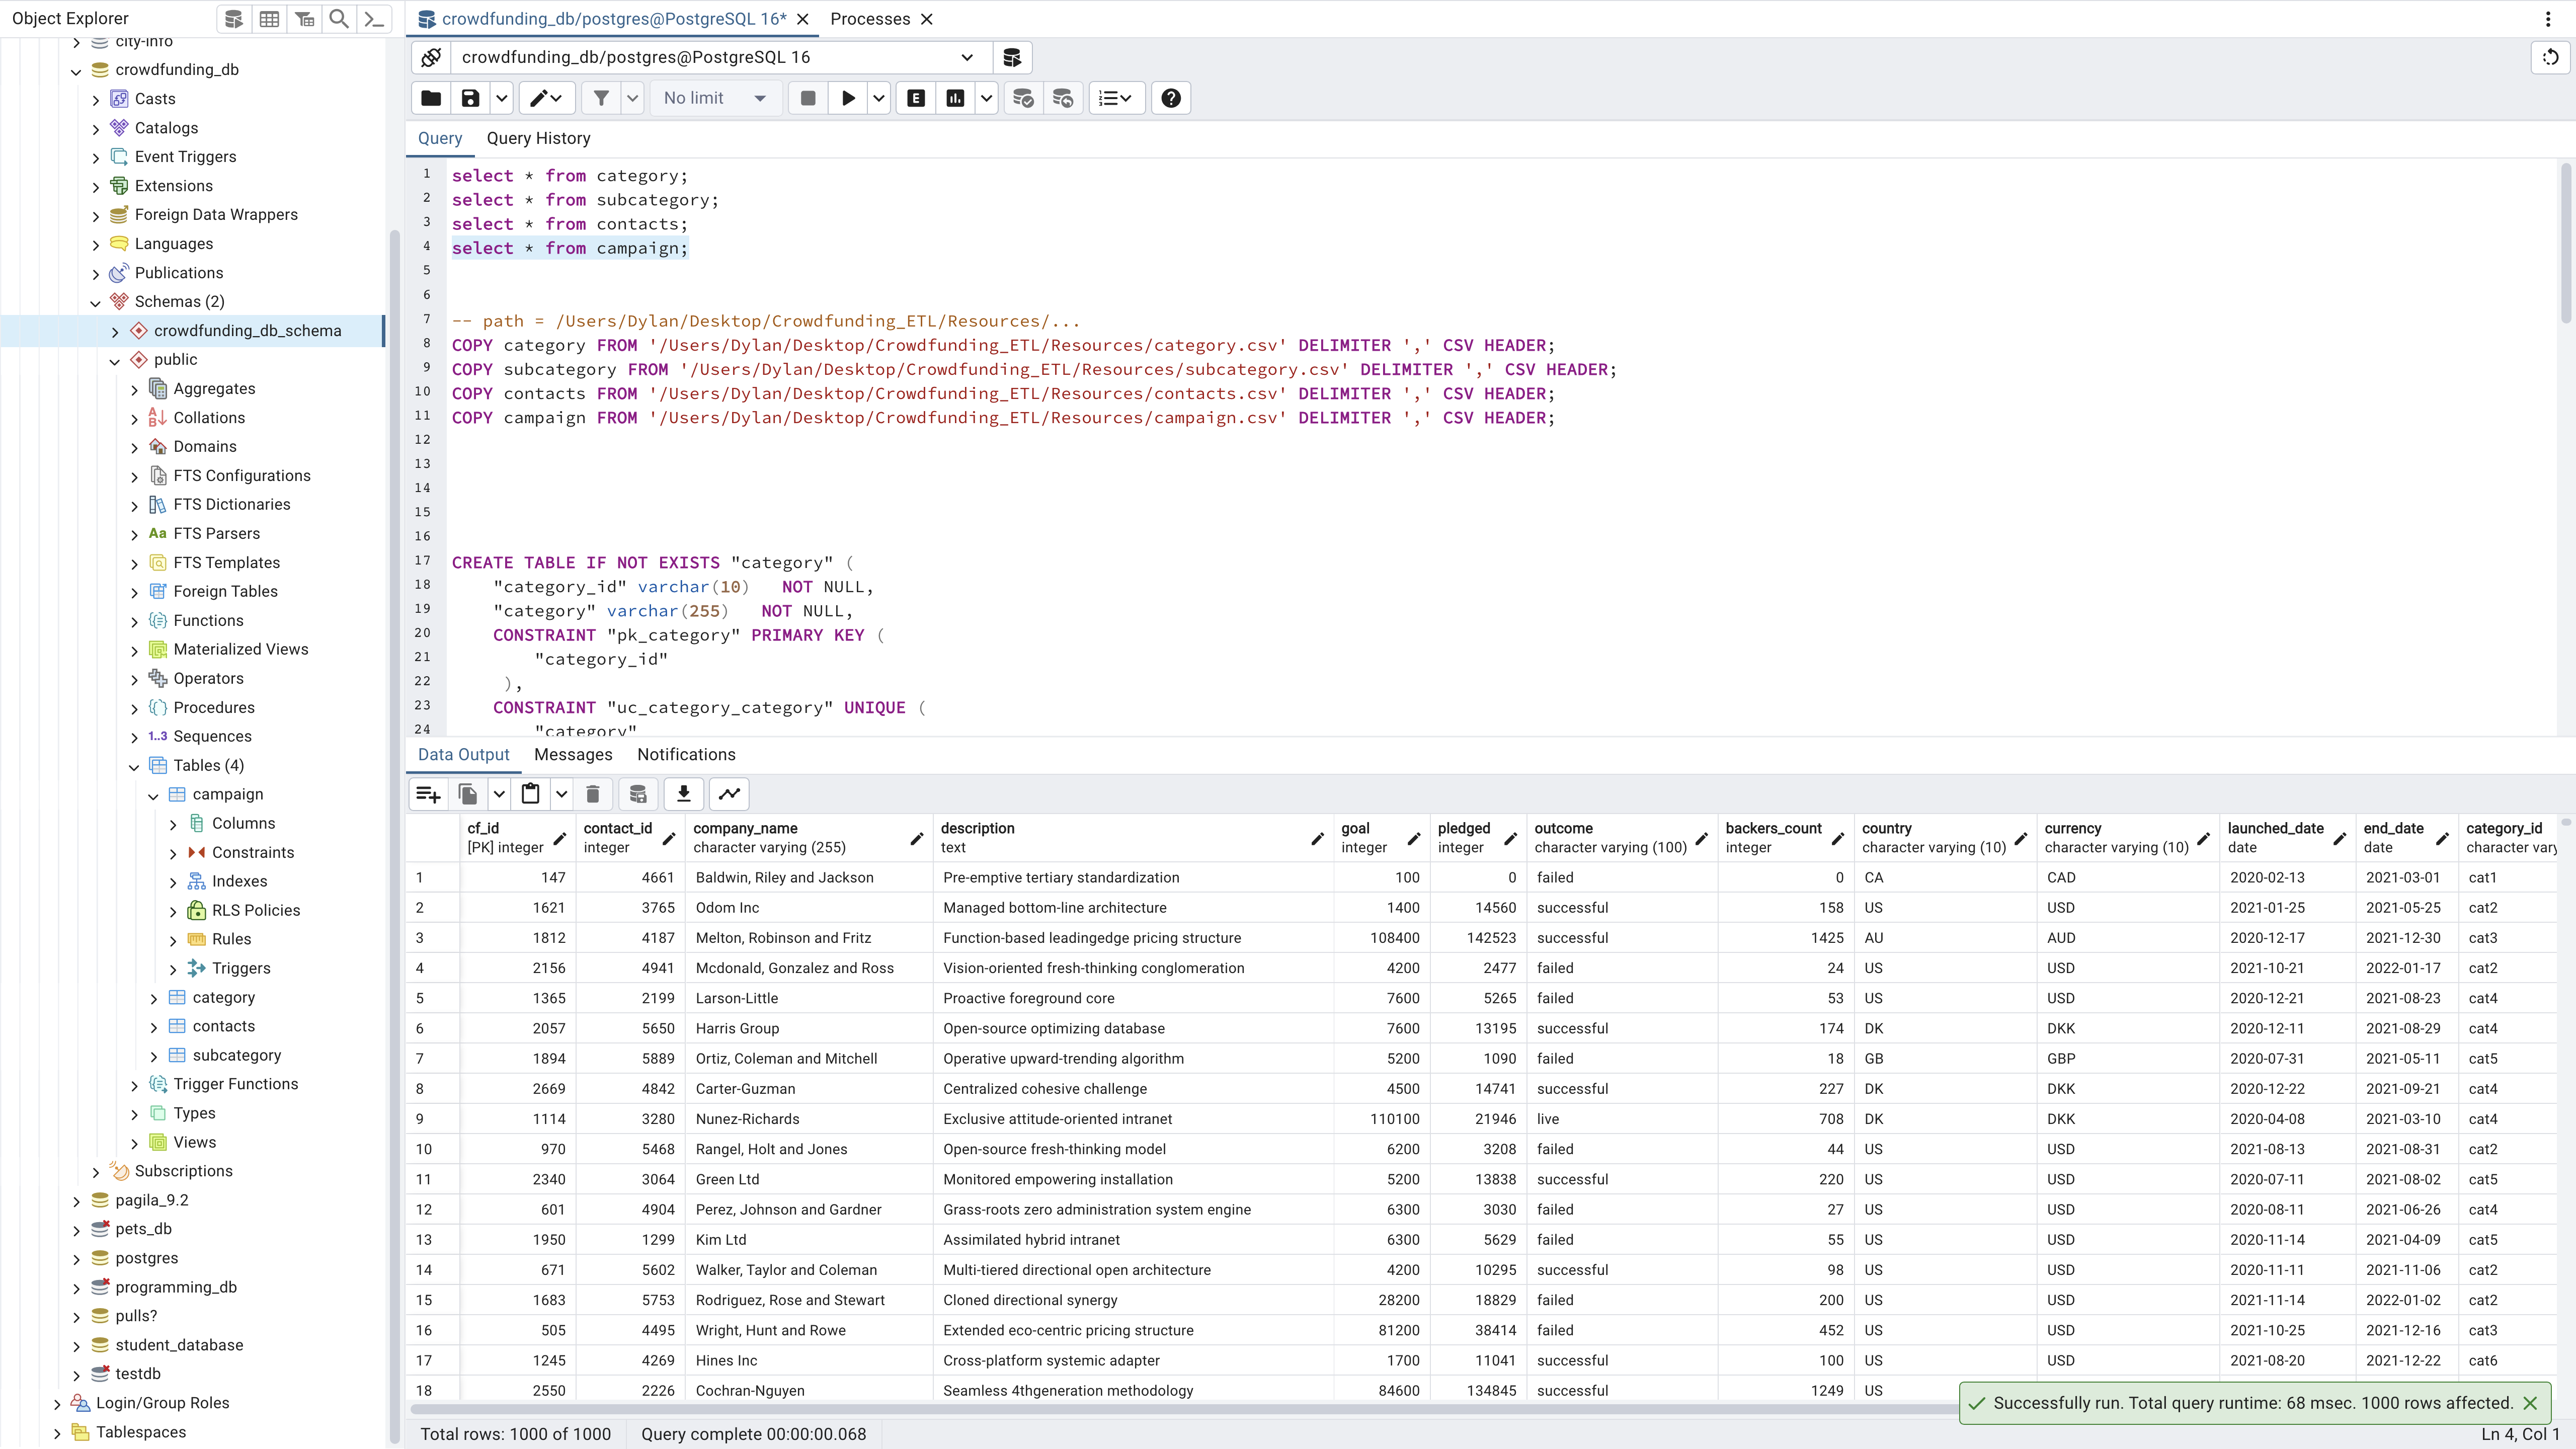 Object Explorer
city-info
crowdfunding_db
Casts
Catalogs
Event Triggers
Extensions
Foreign Data Wrappers
Languages
Publications
Schemas (2)
crowdfunding_db_schema
public
Aggregates
Collations
Domains
FTS Configurations
FTS Dictionaries
Aa FTS Parsers
FTS Templates
Foreign Tables
Functions
Materialized Views
Operators
Procedures
1..3 Sequences
Tables (4)
campaign
Columns
Constraints
Indexes
RLS Policies
Rules
Triggers
category
contacts
subcategory
Trigger Functions
Types
Views
Subscriptions
pagila_9.2
pets_db
postgres
programming_db
pulls?
student_database
testdb
Login/Group Roles
Tablespaces
crowdfunding_db/postgres@PostgreSQL 16* Processes
crowdfunding_db/postgres@PostgreSQL 16
No limit E
Query Query History
1 select * from category;
2 select * from subcategory;
3 select * from contacts;
4 select * from campaign;
5
6
7 -- path = /Users/Dylan/Desktop/Crowdfunding_ETL/Resources/...
8 COPY category FROM '/Users/Dylan/Desktop/Crowdfunding_ETL/Resources/category.csv' DELIMITER ',' CSV HEADER;
9 COPY subcategory FROM '/Users/Dylan/Desktop/Crowdfunding_ETL/Resources/subcategory.csv' DELIMITER ',' CSV HEADER;
10 COPY contacts FROM '/Users/Dylan/Desktop/Crowdfunding_ETL/Resources/contacts.csv' DELIMITER ',' CSV HEADER;
11 COPY campaign FROM '/Users/Dylan/Desktop/Crowdfunding_ETL/Resources/campaign.csv' DELIMITER ',' CSV HEADER;
12
13
14
15
16
17 CREATE TABLE IF NOT EXISTS "category" (
18 "category_id" varchar(10) NOT NULL,
19 "category" varchar(255) NOT NULL,
20 CONSTRAINT "pk_category" PRIMARY KEY (
21 "category_id"
22 ),
23 CONSTRAINT "uc_category_category" UNIQUE (
24 "category"
Data Output Messages Notifications
cf_id contact_id company_name description goal pledged outcome backers_count country currency launched_date end_date category_id
[PK] integer integer character varying (255) text integer integer character varying (100) integer character varying (10) character varying (10) date date character vary
1 147 4661 Baldwin, Riley and Jackson Pre-emptive tertiary standardization 100 0 failed 0 CA CAD 2020-02-13 2021-03-01 cat1
2 1621 3765 Odom Inc Managed bottom-line architecture 1400 14560 successful 158 US USD 2021-01-25 2021-05-25 cat2
3 1812 4187 Melton, Robinson and Fritz Function-based leadingedge pricing structure 108400 142523 successful 1425 AU AUD 2020-12-17 2021-12-30 cat3
4 2156 4941 Mcdonald, Gonzalez and Ross Vision-oriented fresh-thinking conglomeration 4200 2477 failed 24 US USD 2021-10-21 2022-01-17 cat2
5 1365 2199 Larson-Little Proactive foreground core 7600 5265 failed 53 US USD 2020-12-21 2021-08-23 cat4
6 2057 5650 Harris Group Open-source optimizing database 7600 13195 successful 174 DK DKK 2020-12-11 2021-08-29 cat4
7 1894 5889 Ortiz, Coleman and Mitchell Operative upward-trending algorithm 5200 1090 failed 18 GB GBP 2020-07-31 2021-05-11 cat5
8 2669 4842 Carter-Guzman Centralized cohesive challenge 4500 14741 successful 227 DK DKK 2020-12-22 2021-09-21 cat4
9 1114 3280 Nunez-Richards Exclusive attitude-oriented intranet 110100 21946 live 708 DK DKK 2020-04-08 2021-03-10 cat4
10 970 5468 Rangel, Holt and Jones Open-source fresh-thinking model 6200 3208 failed 44 US USD 2021-08-13 2021-08-31 cat2
11 2340 3064 Green Ltd Monitored empowering installation 5200 13838 successful 220 US USD 2020-07-11 2021-08-02 cat5
12 601 4904 Perez, Johnson and Gardner Grass-roots zero administration system engine 6300 3030 failed 27 US USD 2020-08-11 2021-06-26 cat4
13 1950 1299 Kim Ltd Assimilated hybrid intranet 6300 5629 failed 55 US USD 2020-11-14 2021-04-09 cat5
14 671 5602 Walker, Taylor and Coleman Multi-tiered directional open architecture 4200 10295 successful 98 US USD 2020-11-11 2021-11-06 cat2
15 1683 5753 Rodriguez, Rose and Stewart Cloned directional synergy 28200 18829 failed 200 US USD 2021-11-14 2022-01-02 cat2
16 505 4495 Wright, Hunt and Rowe Extended eco-centric pricing structure 81200 38414 failed 452 US USD 2021-10-25 2021-12-16 cat3
17 1245 4269 Hines Inc Cross-platform systemic adapter 1700 11041 successful 100 US USD 2021-08-20 2021-12-22 cat6
18 2550 2226 Cochran-Nguyen Seamless 4thgeneration methodology 84600 134845 successful 1249 US
Successfully run. Total query runtime: 68 msec. 1000 rows affected.
Total rows: 1000 of 1000 Query complete 00:00:00.068 Ln 4, Col 1